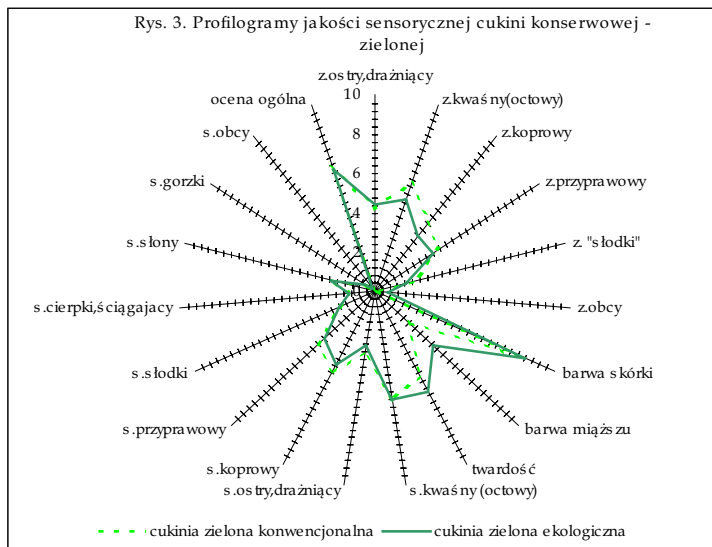 Rys. 3. Profilogramy jakości sensorycznej cukini konserwowej -
zielonej
z.ostry,drażniący
10
ocena ogólna
z.kwaśny(octowy)
8
s.obcy
z.koprowy
6
s.gorzki
z.przyprawowy
4
s.słony
z. "słodki"
s.cierpki,ściągajacy
z.obcy
s.słodki
barwa skórki
s.przyprawowy
barwa miąższu
s.koprowy
twardość
s.ostry,drażniący
s.kwaśny (octowy)
cukinia zielona konwencjonalna
cukinia zielona ekologiczna